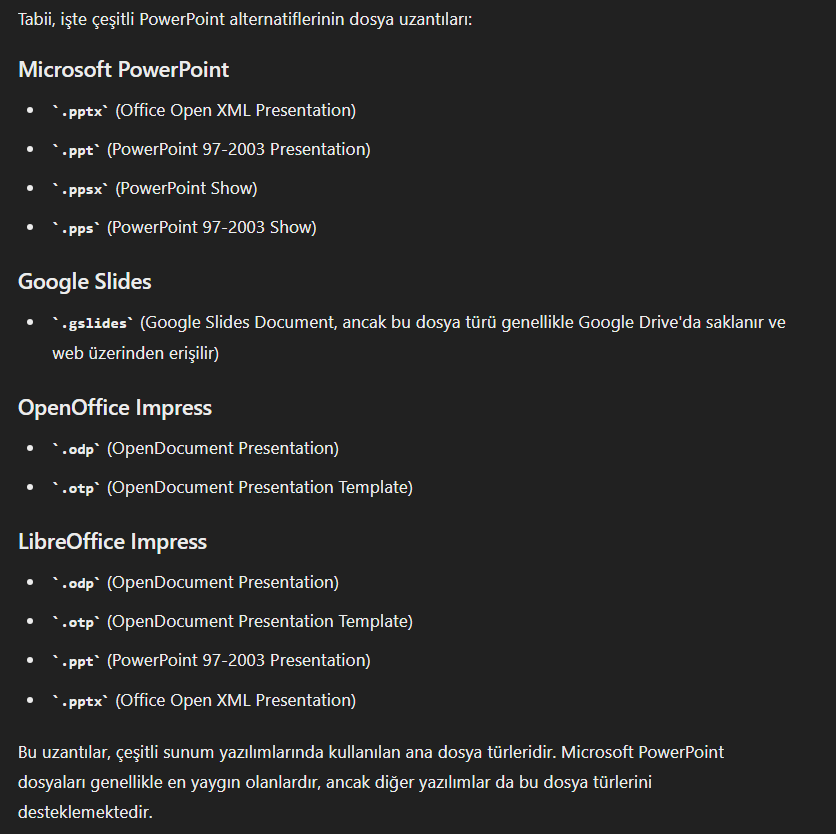 Tabii, işte çeşitli PowerPoint alternatiflerinin dosya uzantıları:
Microsoft PowerPoint
• `.pptx` (Office Open XML Presentation)
• `.ppt` (PowerPoint 97-2003 Presentation)
• `.ppsx` (PowerPoint Show)
• `.pps` (PowerPoint 97-2003 Show)
Google Slides
• `.gslides` (Google Slides Document, ancak bu dosya türü genellikle Google Drive'da saklanır ve
web üzerinden erişilir)
OpenOffice Impress
• `.odp` (OpenDocument Presentation)
• `.otp` (OpenDocument Presentation Template)
LibreOffice Impress
• `.odp` (OpenDocument Presentation)
• `.otp` (OpenDocument Presentation Template)
• `.ppt` (PowerPoint 97-2003 Presentation)
• `.pptx` (Office Open XML Presentation)
Bu uzantılar, çeşitli sunum yazılımlarında kullanılan ana dosya türleridir. Microsoft PowerPoint
dosyaları genellikle en yaygın olanlardır, ancak diğer yazılımlar da bu dosya türlerini
desteklemektedir.